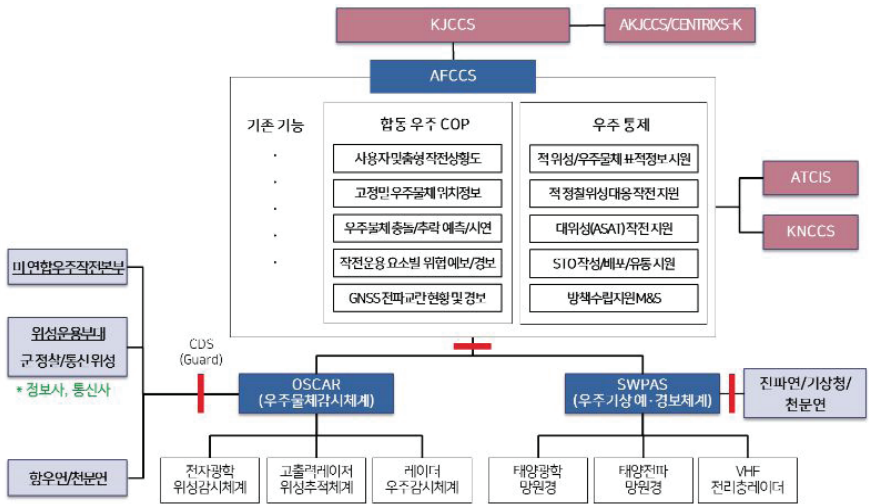 KJCCS
AKJCCS/CENTRIXS-K
AFCCS
기존 기능
합동 우주 COP
사용자 맞춤형 작전상황도
고정밀 우주물체 위치정보
우주물체 충돌/추락 예측/시연
작전운용 요소별 위협 예보/경보
GNSS 전파교란 현황 및 경보
우주 통제
적 위성/우주물체 표적정보 지원
적 정찰위성 대응 작전 지원
대위성(ASAT) 작전 지원
STO 작성/배포/유통 지원
방책수립지원 M&S
ATCIS
KNCCS
미 연합우주작전본부
위성운용부대
군 정찰/통신 위성
* 정보사, 통신사
항우연/천문연
CDS
(Guard)
OSCAR
(우주물체감시체계)
SWPAS
(우주기상 예·경보체계)
전파연/기상청/
천문연
전자광학
위성감시체계
고출력레이저
위성추적체계
레이더
우주감시체계
태양광학
망원경
태양전파
망원경
VHF
전리층레이더